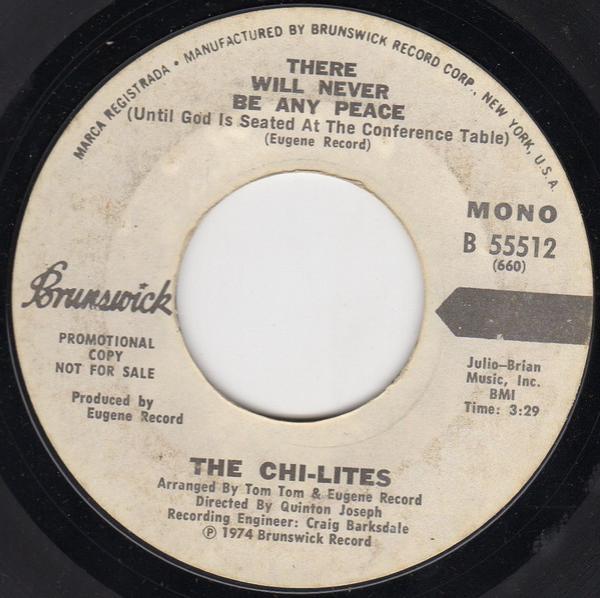 MARCA REGISTRADA • MANUFACTURED BY BRUNSWICK RECORD CORP., NEW YORK, U.S.A.
THERE
WILL NEVER
BE ANY PEACE
(Until God Is Seated At The Conference Table)
(Eugene Record)
MONO
B 55512
(660)
Brunswick
PROMOTIONAL
COPY
NOT FOR SALE
Produced by
Eugene Record
Julio-Brian
Music, Inc.
BMI
Time: 3:29
THE CHI-LITES
Arranged By Tom Tom & Eugene Record
Directed By Quinton Joseph
Recording Engineer: Craig Barksdale
℗ 1974 Brunswick Record